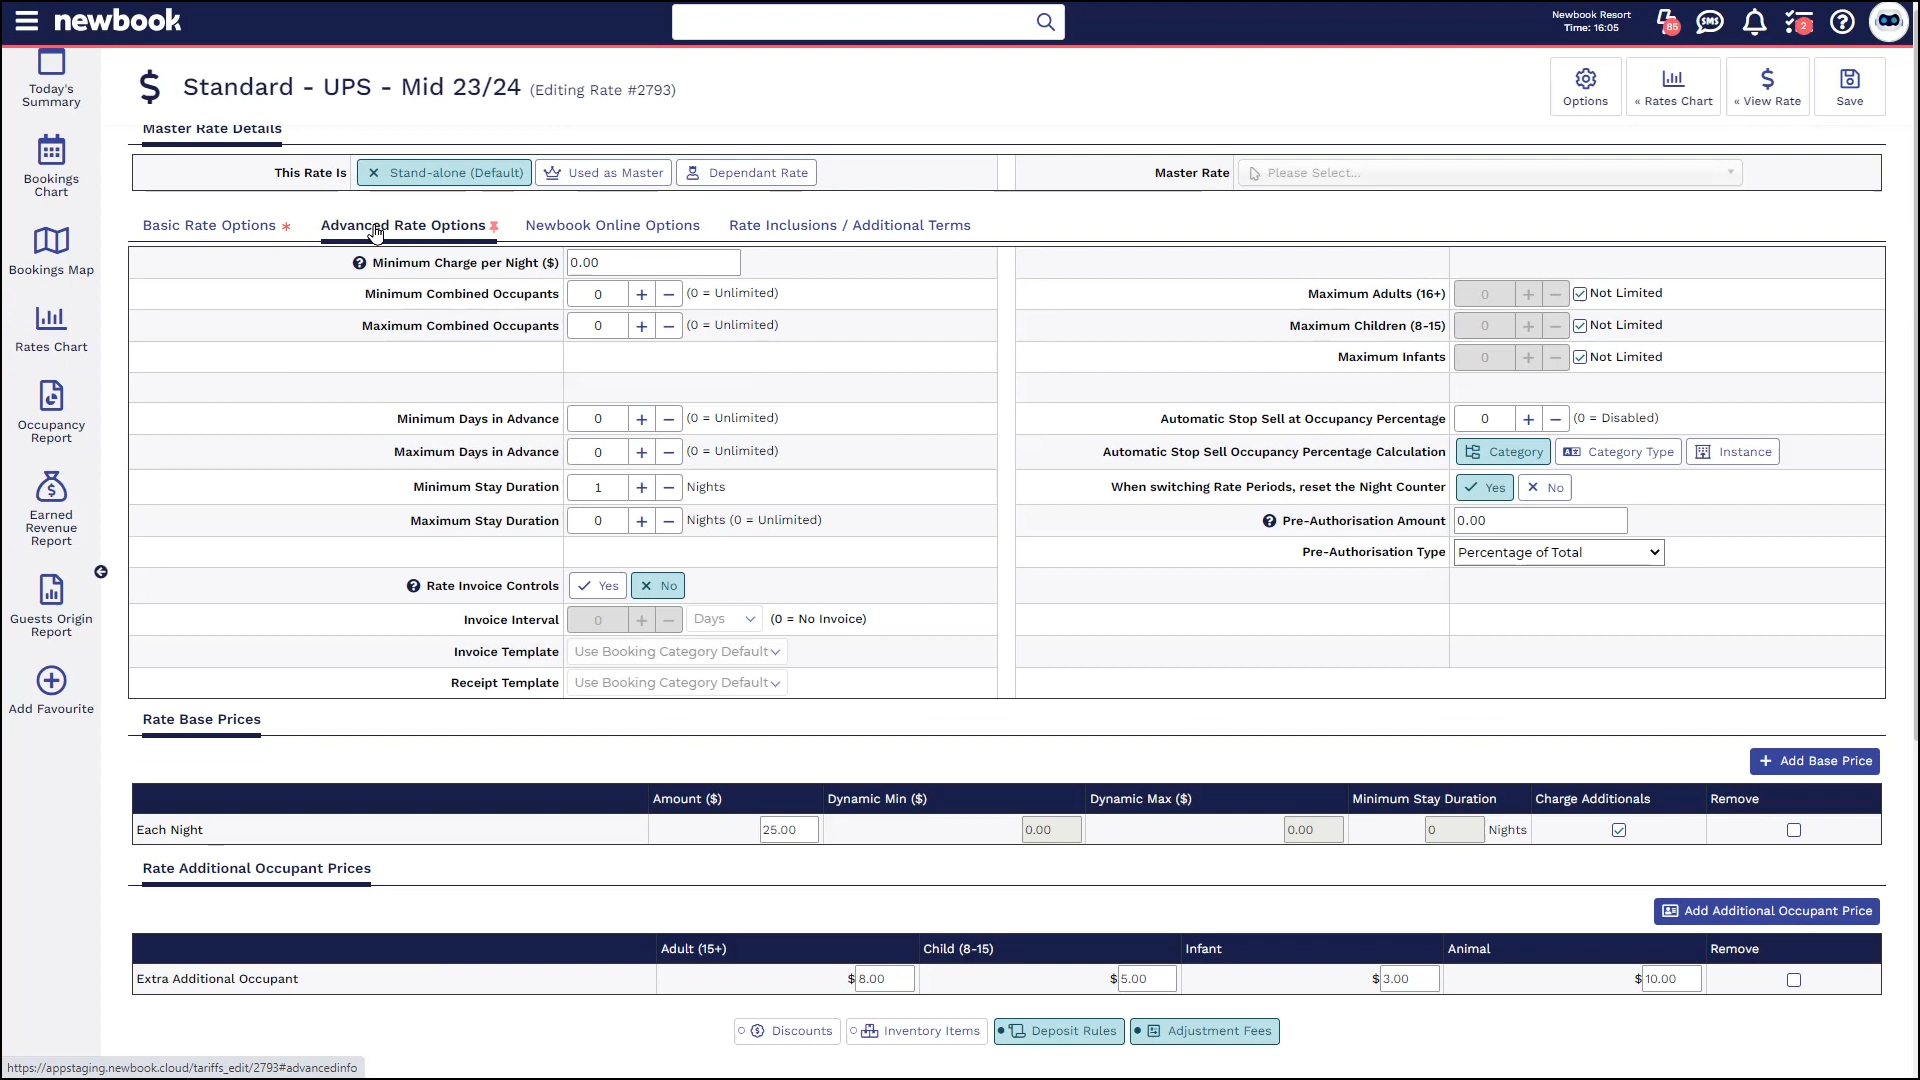 newbook
Newbook Resort
Time: 16:05
85
SMS
2
Today's
Summary
Bookings
Chart
Bookings Map
Rates Chart
Occupancy
Report
Earned
Revenue
Report
Guests Origin
Report
Add Favourite
Standard - UPS - Mid 23/24 (Editing Rate #2793)
Options
« Rates Chart
« View Rate
Save
Master Rate Details
This Rate Is
Stand-alone (Default)
Used as Master
Dependant Rate
Master Rate
Please Select...
Basic Rate Options *
Advanced Rate Options
Newbook Online Options
Rate Inclusions / Additional Terms
Minimum Charge per Night ($) 0.00
Minimum Combined Occupants 0 + − (0 = Unlimited)
Maximum Adults (16+) 0 + − Not Limited
Maximum Combined Occupants 0 + − (0 = Unlimited)
Maximum Children (8-15) 0 + − Not Limited
Maximum Infants 0 + − Not Limited
Minimum Days in Advance 0 + − (0 = Unlimited)
Automatic Stop Sell at Occupancy Percentage 0 + − (0 = Disabled)
Maximum Days in Advance 0 + − (0 = Unlimited)
Automatic Stop Sell Occupancy Percentage Calculation Category Category Type Instance
Minimum Stay Duration 1 + − Nights
When switching Rate Periods, reset the Night Counter Yes No
Maximum Stay Duration 0 + − Nights (0 = Unlimited)
Pre-Authorisation Amount 0.00
Pre-Authorisation Type Percentage of Total
Rate Invoice Controls Yes No
Invoice Interval 0 + − Days (0 = No Invoice)
Invoice Template Use Booking Category Default
Receipt Template Use Booking Category Default
Rate Base Prices
+ Add Base Price
Amount ($) Dynamic Min ($) Dynamic Max ($) Minimum Stay Duration Charge Additionals Remove
Each Night 25.00 0.00 0.00 0 Nights
Rate Additional Occupant Prices
Add Additional Occupant Price
Adult (15+) Child (8-15) Infant Animal Remove
Extra Additional Occupant $ 8.00 $ 5.00 $ 3.00 $ 10.00
Discounts
Inventory Items
Deposit Rules
Adjustment Fees
https://appstaging.newbook.cloud/tariffs_edit/2793#advancedinfo